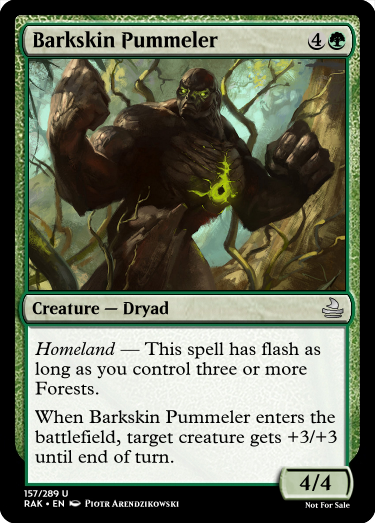 Barkskin Pummeler 4
Creature — Dryad
Homeland — This spell has flash as
long as you control three or more
Forests.
When Barkskin Pummeler enters the
battlefield, target creature gets +3/+3
until end of turn.
4/4
157/289 U
RAK • EN Piotr Arendzikowski
Not For Sale